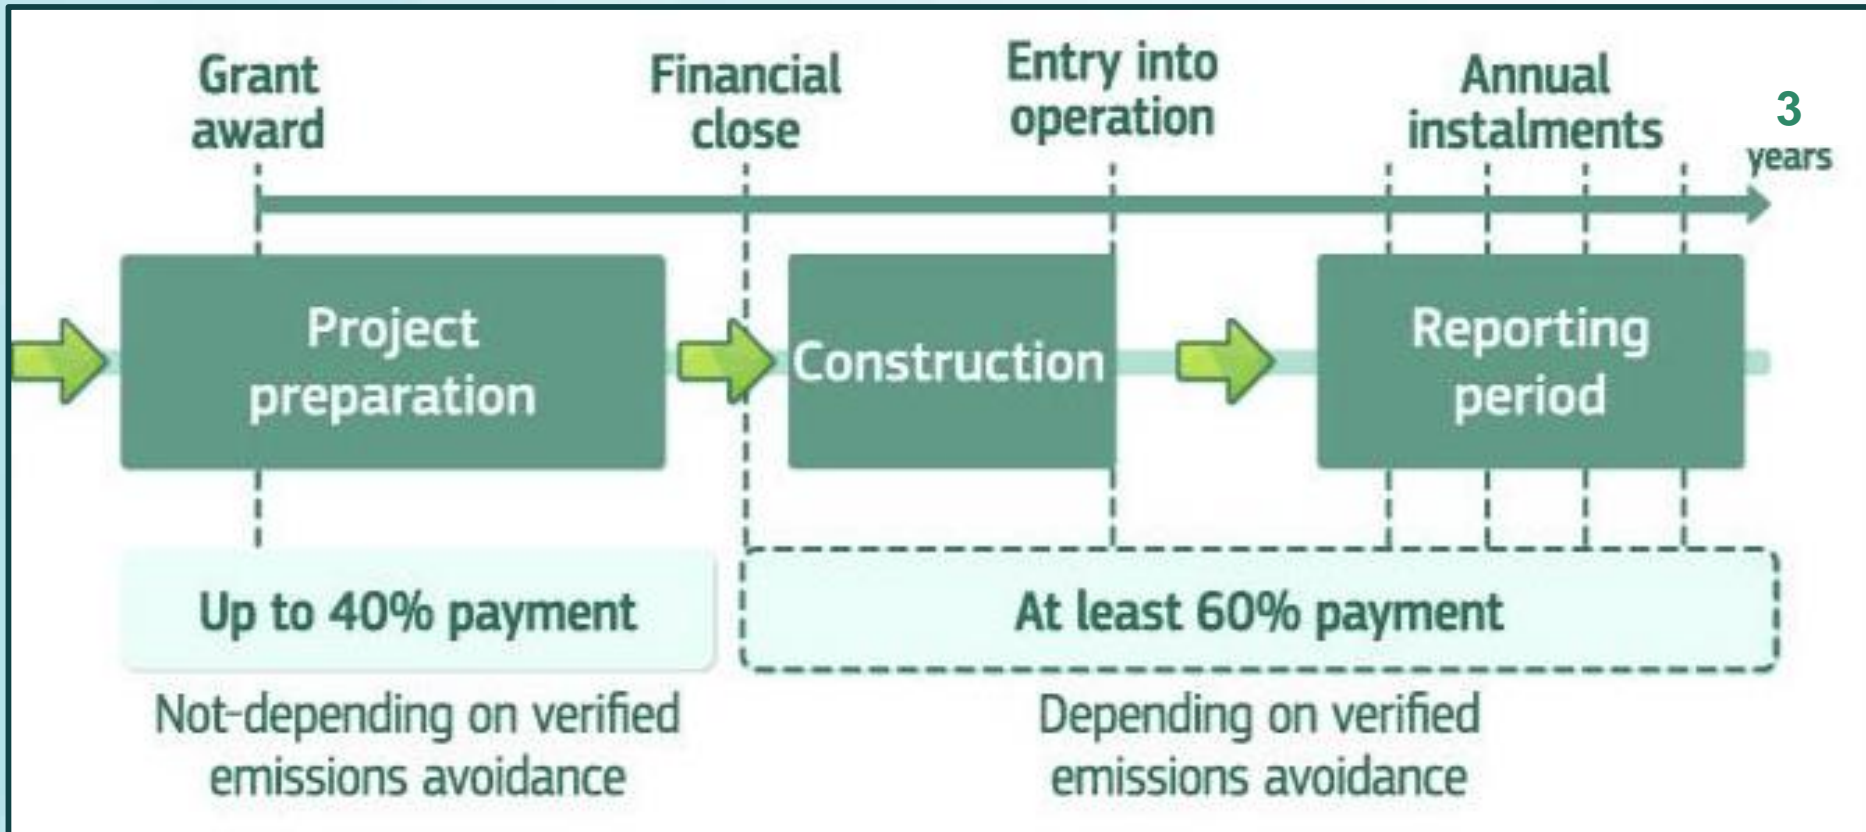 Grant
award
Financial
close
Entry into
operation
Annual
instalments
3
years
Project
preparation
Construction
Reporting
period
Up to 40% payment
At least 60% payment
Not-depending on verified
emissions avoidance
Depending on verified
emissions avoidance